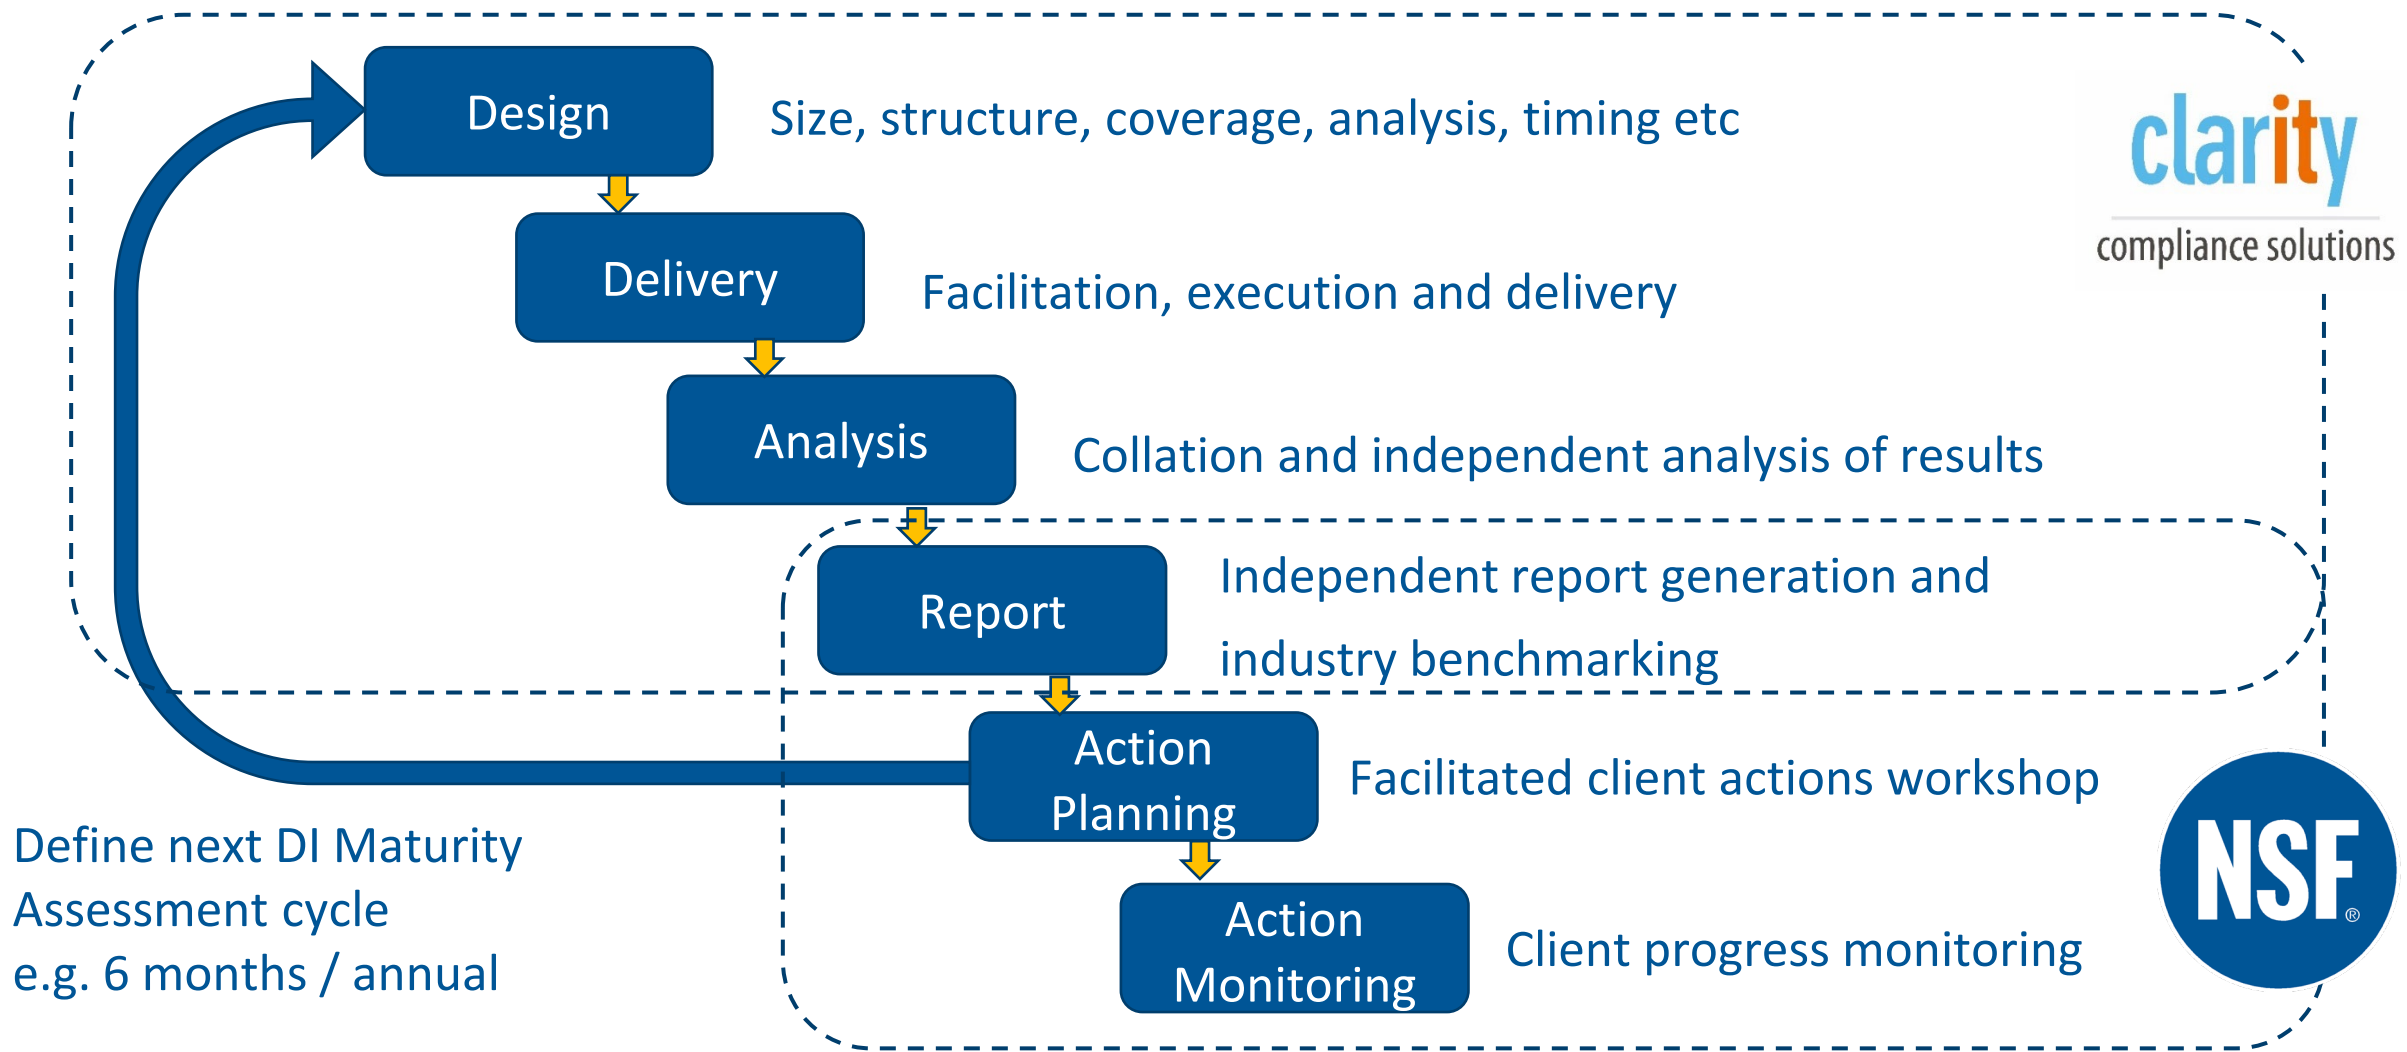 Design
Size, structure, coverage, analysis, timing etc
clarity
compliance solutions
Delivery
Facilitation, execution and delivery
Analysis
Collation and independent analysis of results
Report
Independent report generation and
industry benchmarking
Action
Planning
Facilitated client actions workshop
Define next DI Maturity
Assessment cycle
e.g. 6 months / annual
Action
Monitoring
Client progress monitoring
NSF®